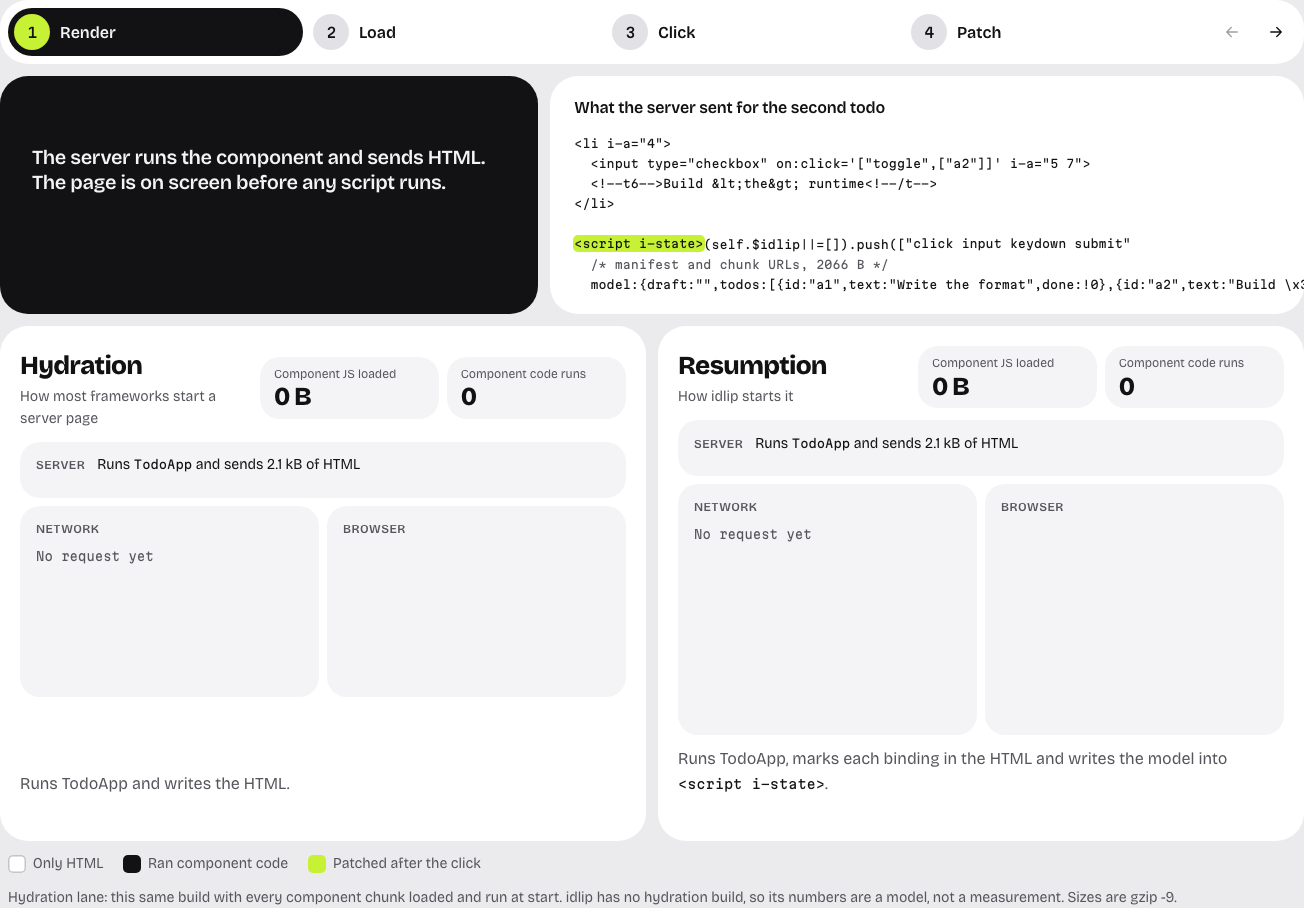 1 Render
2 Load
3 Click
4 Patch
← →
The server runs the component and sends HTML.
The page is on screen before any script runs.
What the server sent for the second todo
<li i-a="4">
  <input type="checkbox" on:click='["toggle",["a2"]]' i-a="5 7">
  <!--t6-->Build &lt;the&gt; runtime<!--/t-->
</li>
<script i-state>(self.$idlip||=[]).push(["click input keydown submit"
  /* manifest and chunk URLs, 2066 B */
  model:{draft:"",todos:[{id:"a1",text:"Write the format",done:!0},{id:"a2",text:"Build
Hydration
How most frameworks start a
server page
Component JS loaded
0 B
Component code runs
0
SERVER Runs TodoApp and sends 2.1 kB of HTML
NETWORK
No request yet
BROWSER
Runs TodoApp and writes the HTML.
Resumption
How idlip starts it
Component JS loaded
0 B
Component code runs
0
SERVER Runs TodoApp and sends 2.1 kB of HTML
NETWORK
No request yet
BROWSER
Runs TodoApp, marks each binding in the HTML and writes the model into
<script i-state>.
Only HTML
Ran component code
Patched after the click
Hydration lane: this same build with every component chunk loaded and run at start. idlip has no hydration build, so its numbers are a model, not a measurement. Sizes are gzip -9.